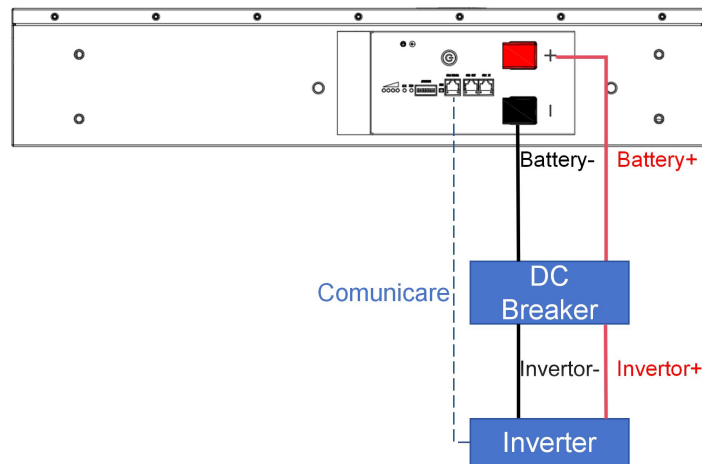 +
−
Battery-
Battery+
DC
Breaker
Comunicare
Invertor-
Invertor+
Inverter